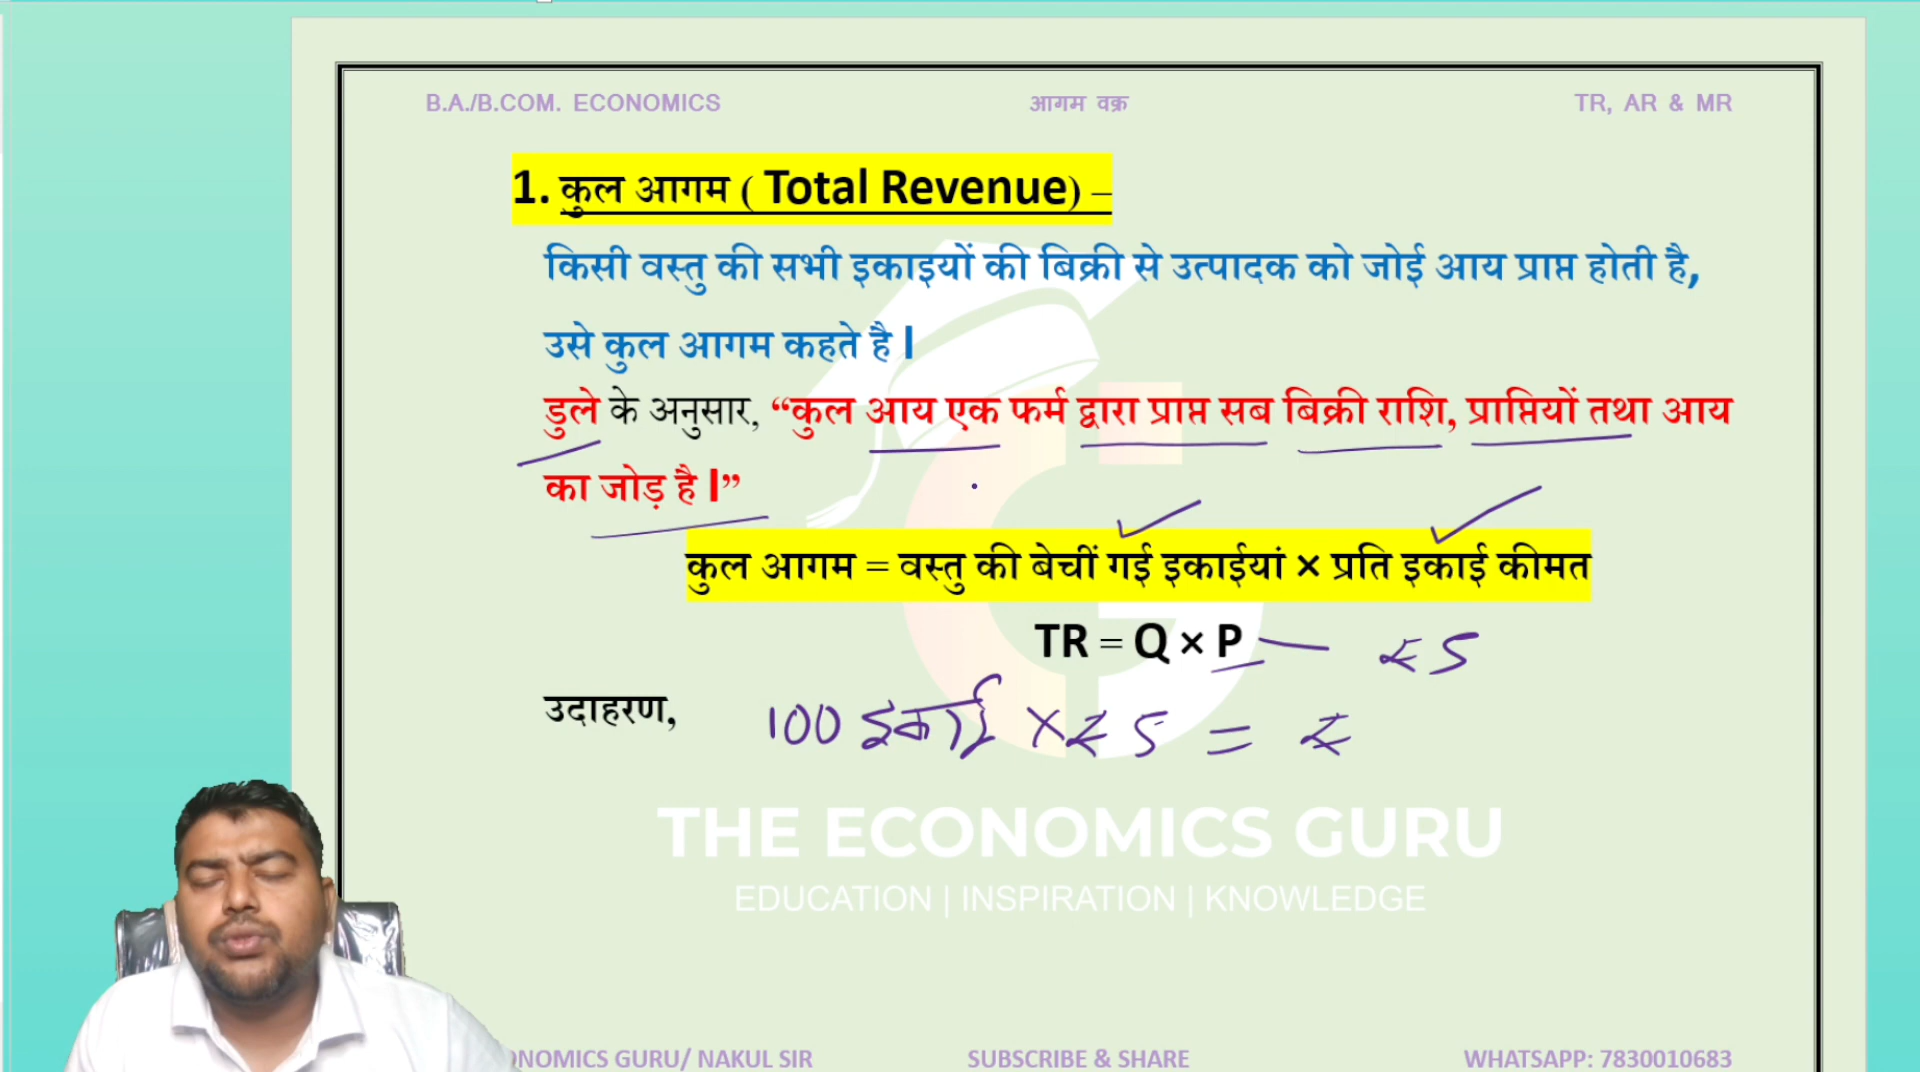 B.A./B.COM. ECONOMICS आगम वक्र TR, AR & MR
1. कुल आगम ( Total Revenue) –
किसी वस्तु की सभी इकाइयों की बिक्री से उत्पादक को जोई आय प्राप्त होती है,
उसे कुल आगम कहते है।
डुले के अनुसार, “कुल आय एक फर्म द्वारा प्राप्त सब बिक्री राशि, प्राप्तियों तथा आय
का जोड़ है।”
कुल आगम = वस्तु की बेचीं गई इकाईयां × प्रति इकाई कीमत
TR = Q × P — ₹ 5
उदाहरण, 100 इकाई × ₹ 5 = ₹
THE ECONOMICS GURU
EDUCATION | INSPIRATION | KNOWLEDGE
ONOMICS GURU/ NAKUL SIR SUBSCRIBE & SHARE WHATSAPP: 7830010683